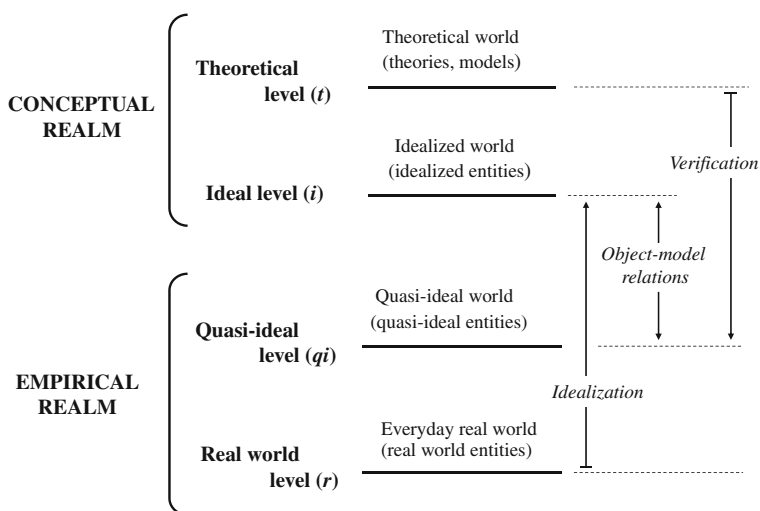 Theoretical world
(theories, models)
Theoretical
level (t)
CONCEPTUAL
REALM
Idealized world
(idealized entities)
Ideal level (i)
Verification
Object-model
relations
Quasi-ideal world
(quasi-ideal entities)
Quasi-ideal
level (qi)
EMPIRICAL
REALM
Idealization
Everyday real world
(real world entities)
Real world
level (r)